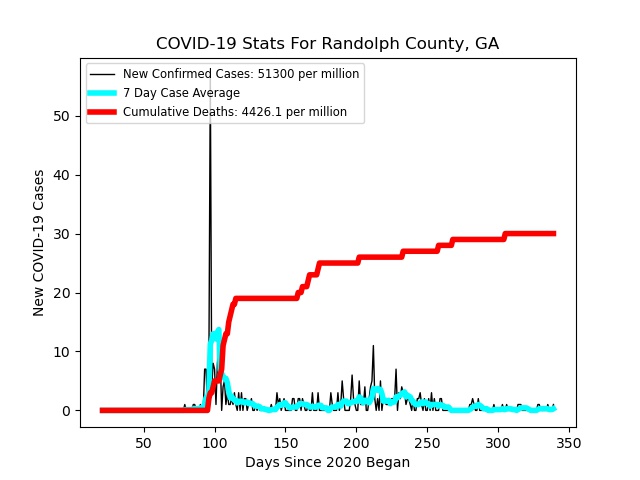 COVID-19 Stats For Randolph County, GA
New Confirmed Cases: 51300 per million
7 Day Case Average
Cumulative Deaths: 4426.1 per million
New COVID-19 Cases
50
40
30
20
10
0
50 100 150 200 250 300 350
Days Since 2020 Began